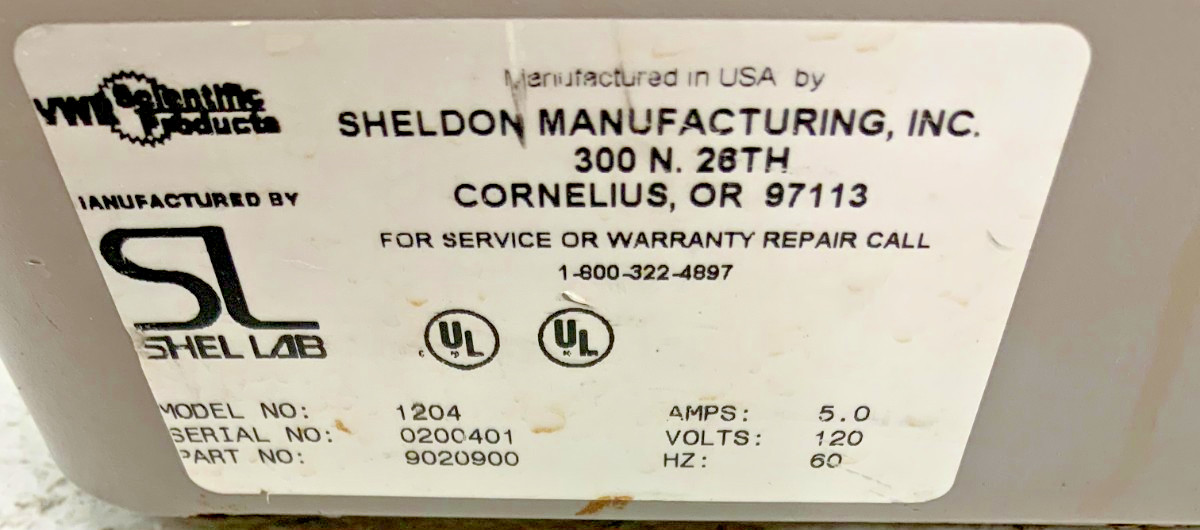 VWR Scientific Products
MANUFACTURED BY
SL
SHEL LAB
Manufactured in USA by
SHELDON MANUFACTURING, INC.
300 N. 26TH
CORNELIUS, OR 97113
FOR SERVICE OR WARRANTY REPAIR CALL
1-800-322-4897
C UL
UL
MODEL NO: 1204
SERIAL NO: 0200401
PART NO: 9020900
AMPS: 5.0
VOLTS: 120
HZ: 60